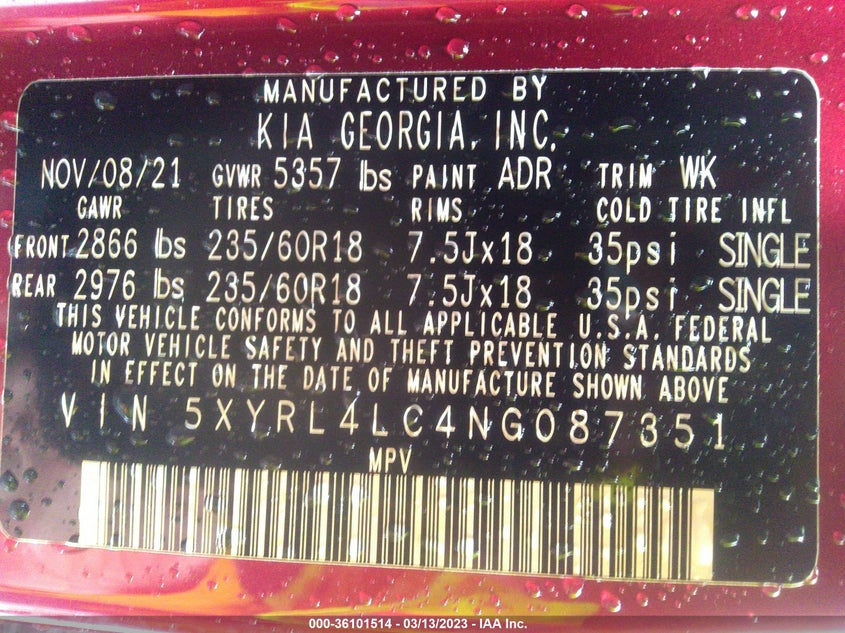 MANUFACTURED BY
KIA GEORGIA, INC.
NOV/08/21 GVWR 5357 lbs PAINT ADR TRIM WK
GAWR TIRES RIMS COLD TIRE INFL
FRONT 2866 lbs 235/60R18 7.5Jx18 35psi SINGLE
REAR 2976 lbs 235/60R18 7.5Jx18 35psi SINGLE
THIS VEHICLE CONFORMS TO ALL APPLICABLE U.S.A. FEDERAL
MOTOR VEHICLE SAFETY AND THEFT PREVENTION STANDARDS
IN EFFECT ON THE DATE OF MANUFACTURE SHOWN ABOVE
VIN 5XYRL4LC4NG087351
MPV
000-36101514 - 03/13/2023 - IAA Inc.